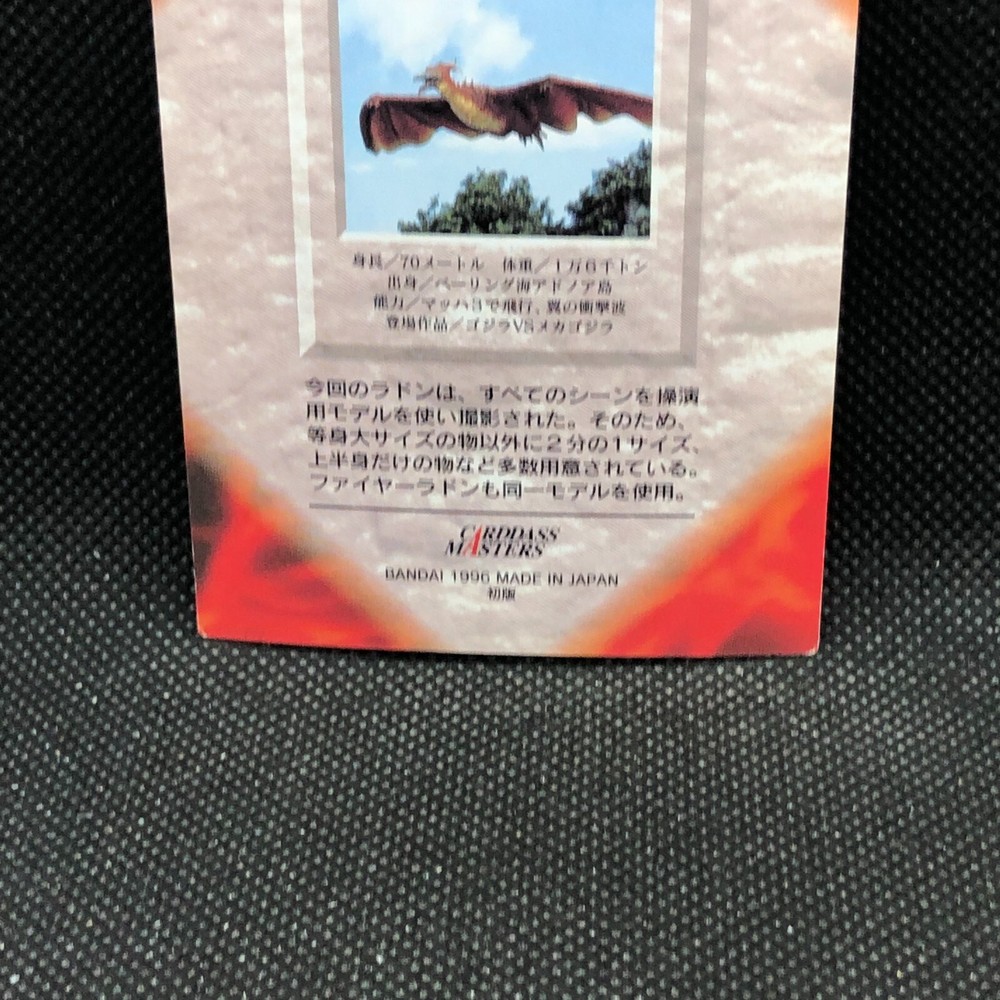 身長／70メートル　体重／1万6千トン
出身／ベーリング海アドノア島
能力／マッハ3で飛行、翼の衝撃波
登場作品／ゴジラVSメカゴジラ
今回のラドンは、すべてのシーンを操演
用モデルを使い撮影された。そのため、
等身大サイズの物以外に2分の1サイズ、
上半身だけの物など多数用意されている。
ファイヤーラドンも同一モデルを使用。
CARDDASS
MASTERS
BANDAI 1996 MADE IN JAPAN
初版